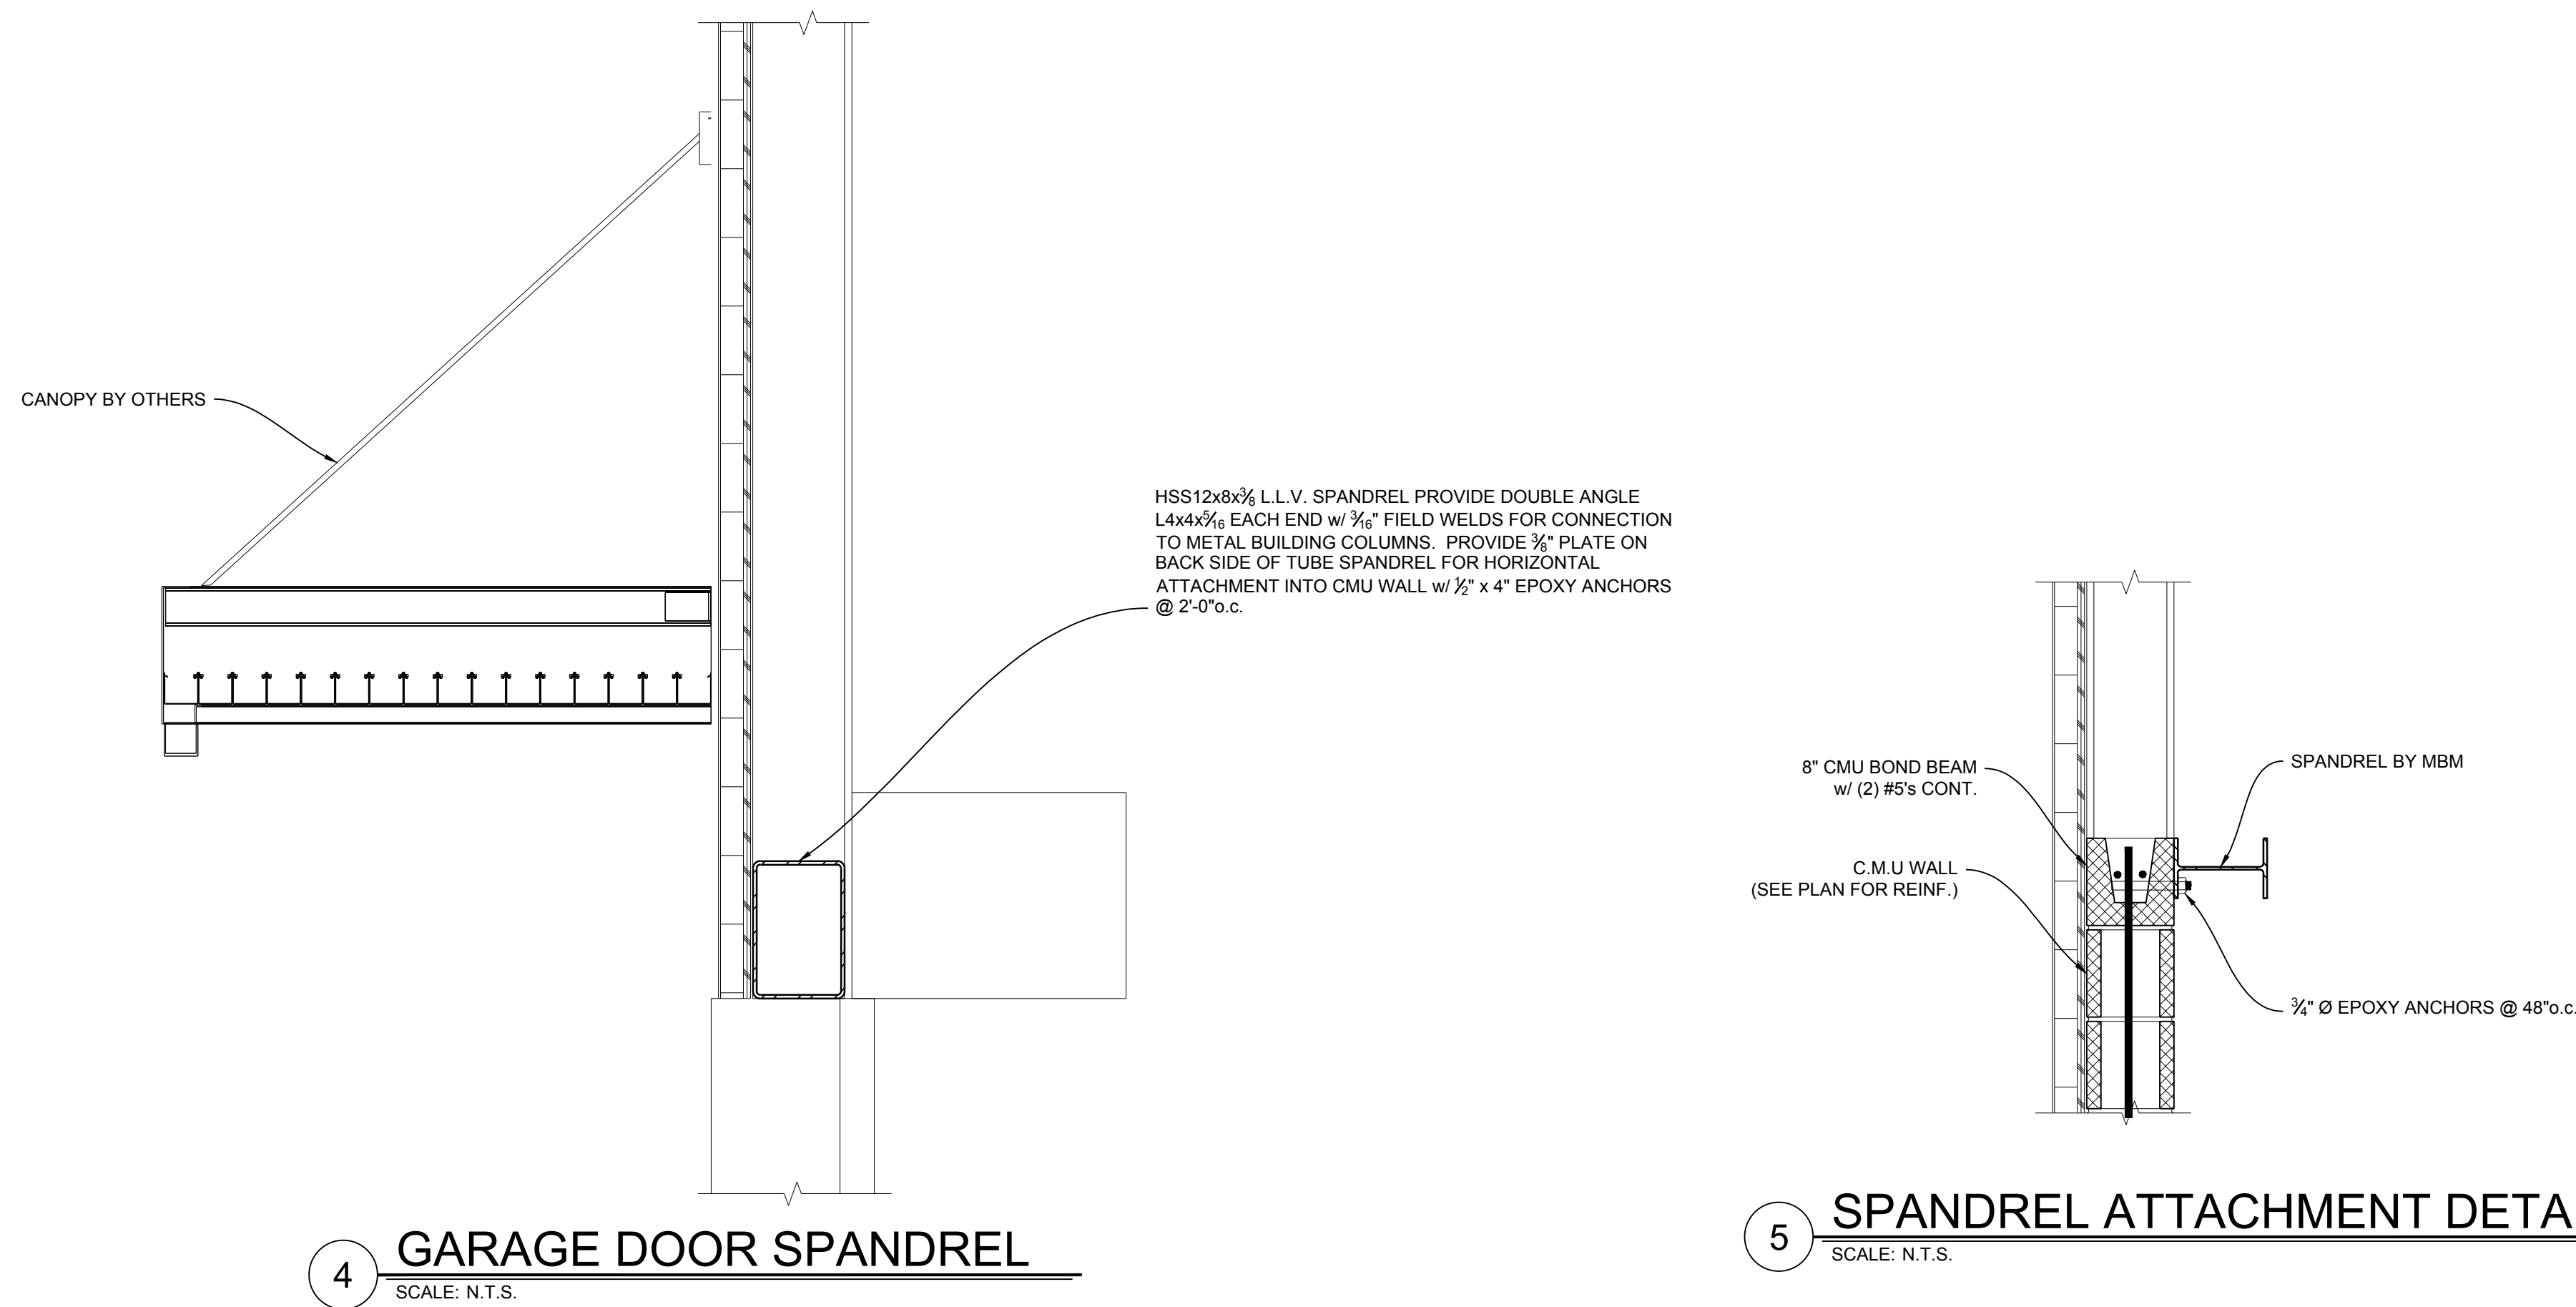 CANOPY BY OTHERS
HSS12x8x⅜ L.L.V. SPANDREL PROVIDE DOUBLE ANGLE
L4x4x5⁄16 EACH END w/ 3⁄16" FIELD WELDS FOR CONNECTION
TO METAL BUILDING COLUMNS. PROVIDE ⅜" PLATE ON
BACK SIDE OF TUBE SPANDREL FOR HORIZONTAL
ATTACHMENT INTO CMU WALL w/ ½" x 4" EPOXY ANCHORS
@ 2'-0"o.c.
4
GARAGE DOOR SPANDREL
SCALE: N.T.S.
8" CMU BOND BEAM
w/ (2) #5's CONT.
C.M.U WALL
(SEE PLAN FOR REINF.)
SPANDREL BY MBM
¾" Ø EPOXY ANCHORS @ 48"o.c.
5
SPANDREL ATTACHMENT DETA
SCALE: N.T.S.